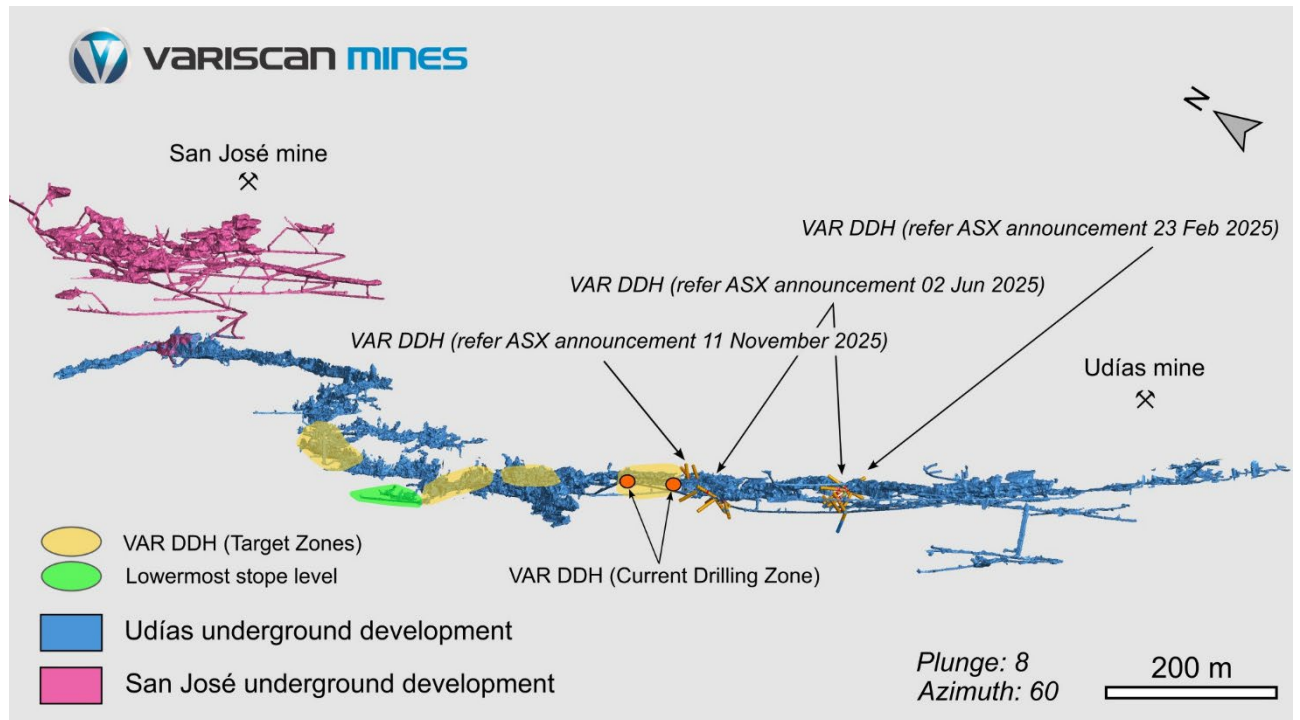 VARISCAN MINES
N
San José mine
VAR DDH (refer ASX announcement 23 Feb 2025)
VAR DDH (refer ASX announcement 02 Jun 2025)
VAR DDH (refer ASX announcement 11 November 2025)
Udías mine
VAR DDH (Target Zones)
Lowermost stope level
VAR DDH (Current Drilling Zone)
Udías underground development
San José underground development
Plunge: 8
Azimuth: 60
200 m